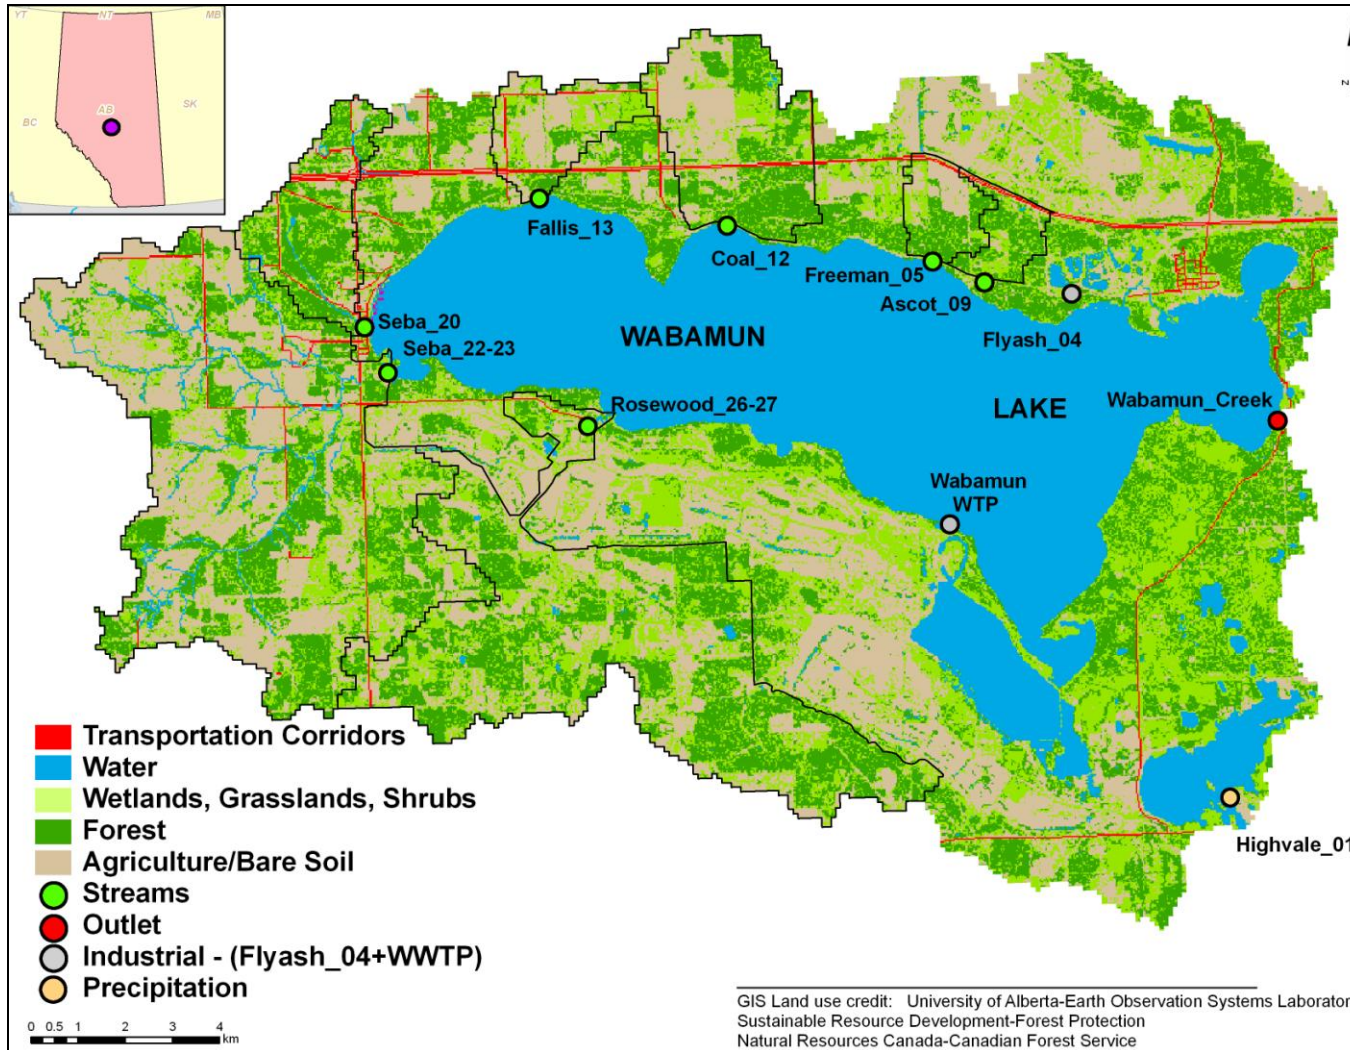 YT
NT
MB
AB
SK
BC
Fallis_13
Coal_12
Freeman_05
Ascot_09
Flyash_04
Seba_20
Seba_22-23
WABAMUN
LAKE
Rosewood_26-27
Wabamun_Creek
Wabamun
WTP
Highvale_01
Transportation Corridors
Water
Wetlands, Grasslands, Shrubs
Forest
Agriculture/Bare Soil
Streams
Outlet
Industrial - (Flyash_04+WWTP)
Precipitation
0 0.5 1 2 3 4
km
GIS Land use credit: University of Alberta-Earth Observation Systems Laborator
Sustainable Resource Development-Forest Protection
Natural Resources Canada-Canadian Forest Service